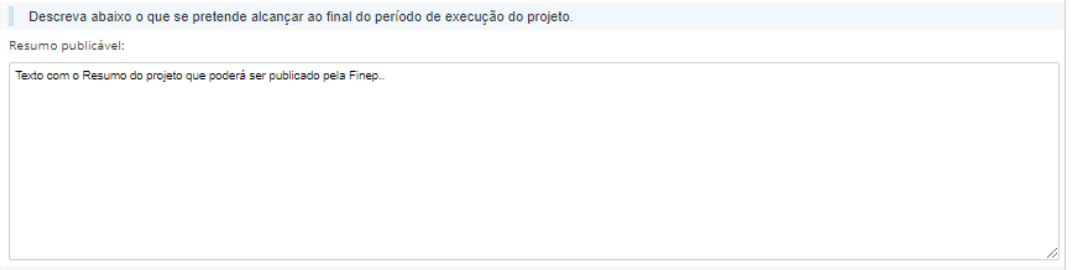 Descreva abaixo o que se pretende alcançar ao final do período de execução do projeto.
Resumo publicável:
Texto com o Resumo do projeto que poderá ser publicado pela Finep..